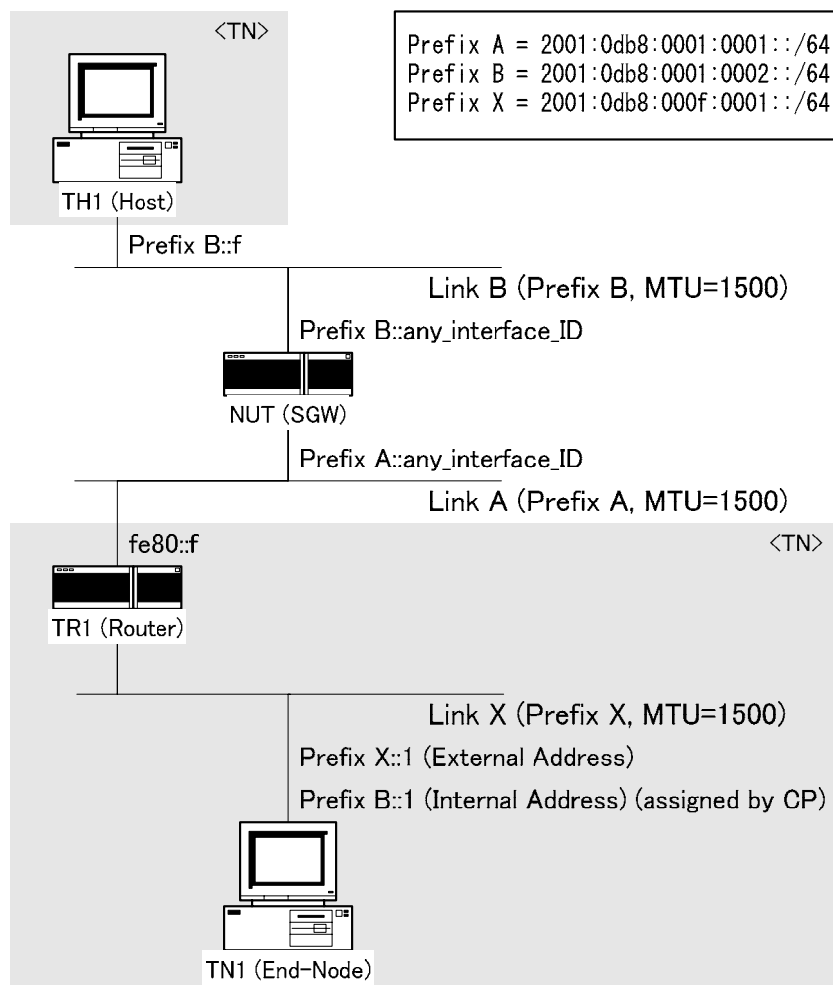 <TN>
Prefix A = 2001:0db8:0001:0001::/64
Prefix B = 2001:0db8:0001:0002::/64
Prefix X = 2001:0db8:000f:0001::/64
TH1 (Host)
Prefix B::f
Link B (Prefix B, MTU=1500)
Prefix B::any_interface_ID
NUT (SGW)
Prefix A::any_interface_ID
Link A (Prefix A, MTU=1500)
fe80::f
<TN>
TR1 (Router)
Link X (Prefix X, MTU=1500)
Prefix X::1 (External Address)
Prefix B::1 (Internal Address) (assigned by CP)
TN1 (End-Node)